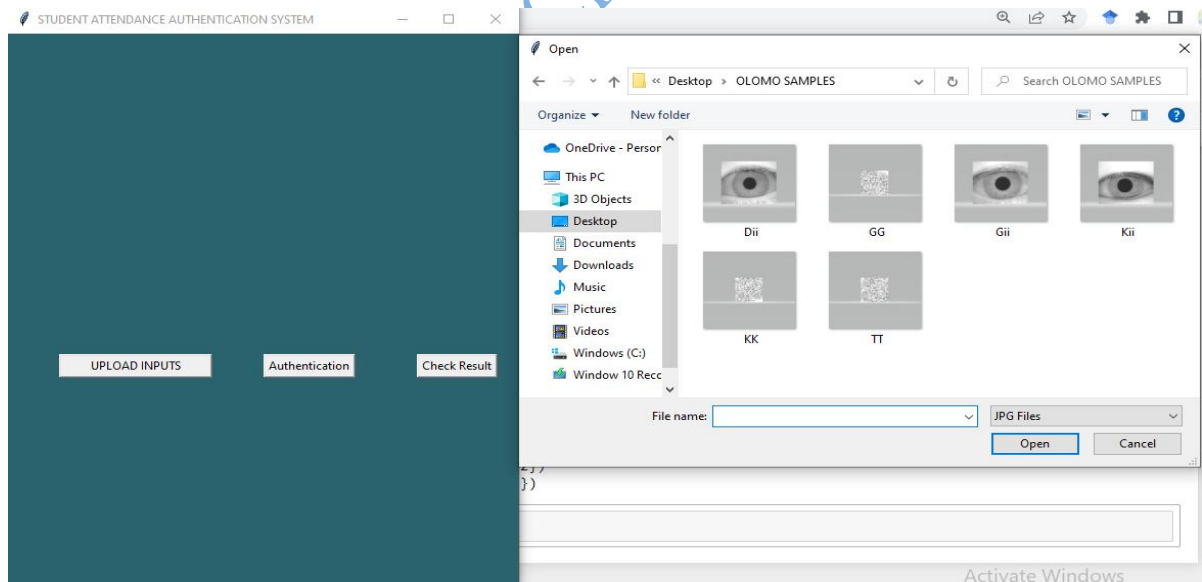 STUDENT ATTENDANCE AUTHENTICATION SYSTEM
UPLOAD INPUTS
Authentication
Check Result
Open
« Desktop › OLOMO SAMPLES
Search OLOMO SAMPLES
Organize
New folder
OneDrive - Person
This PC
3D Objects
Desktop
Documents
Downloads
Music
Pictures
Videos
Windows (C:)
Window 10 Recc
Dii
GG
Gii
Kii
KK
TT
File name:
JPG Files
Open
Cancel
})
Activate Windows